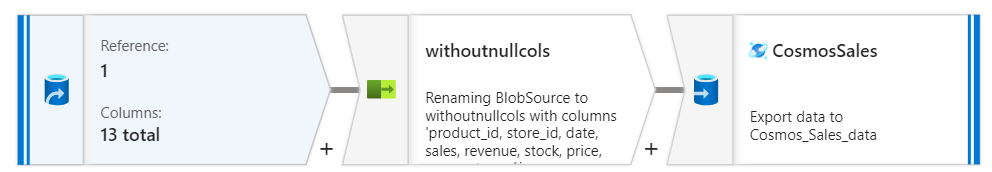 Reference:
1
Columns:
13 total
+
withoutnullcols
Renaming BlobSource to
withoutnullcols with columns
'product_id, store_id, date,
sales, revenue, stock, price,
+
CosmosSales
Export data to
Cosmos_Sales_data